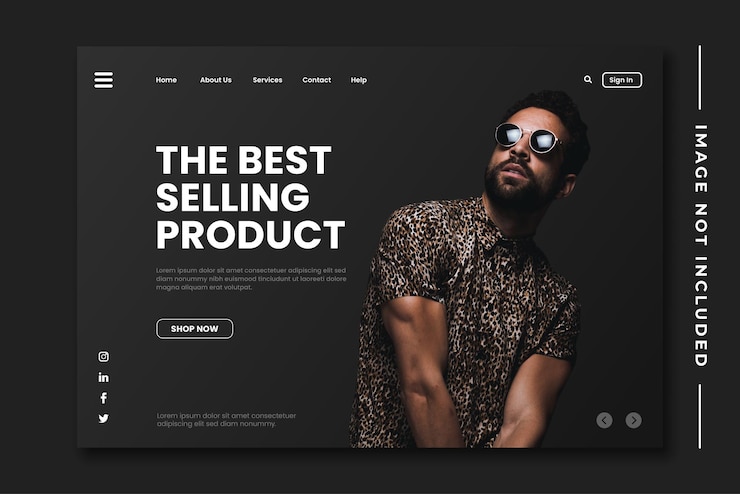 Home
About Us
Services
Contact
Help
Sign In
THE BEST
SELLING
PRODUCT
Lorem ipsum dolor sit amet consectetuer adipiscing elit sed
diam nonummy nibh euismod tincidunt ut laoreet dolore
magna aliquam erat volutpat.
SHOP NOW
Lorem ipsum dolor sit amet consectetuer
adipiscing elit sed diam nonummy.
IMAGE NOT INCLUDED